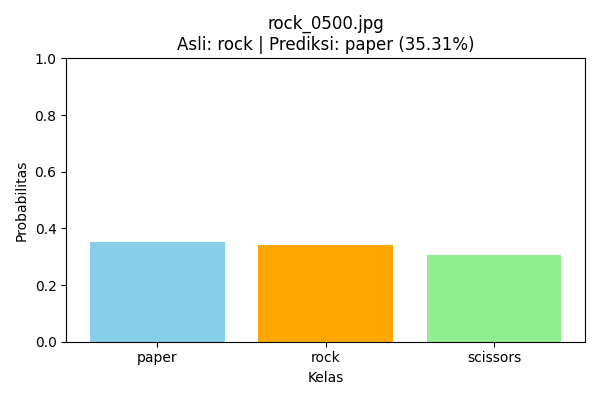 rock_0500.jpg
Asli: rock | Prediksi: paper (35.31%)
1.0
0.8
0.6
0.4
0.2
0.0
Probabilitas
paper rock scissors
Kelas